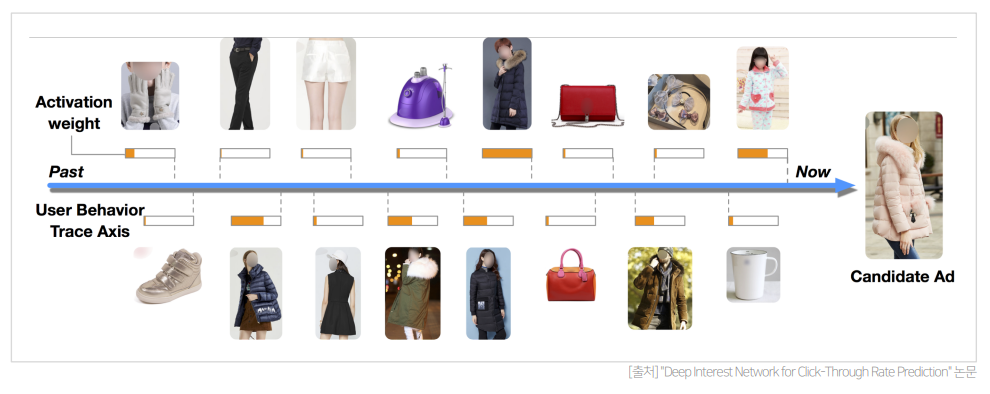 Activation
weight
Past
Now
User Behavior
Trace Axis
Candidate Ad
[출처] "Deep Interest Network for Click-Through Rate Prediction" 논문